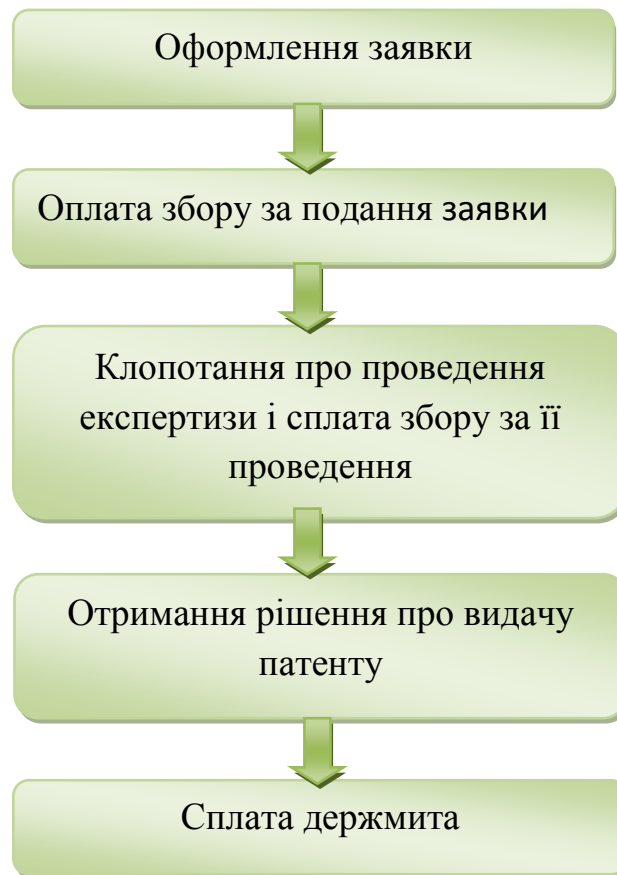 Оформлення заявки
Оплата збору за подання заявки
Клопотання про проведення
експертизи і сплата збору за її
проведення
Отримання рішення про видачу
патенту
Сплата держмита